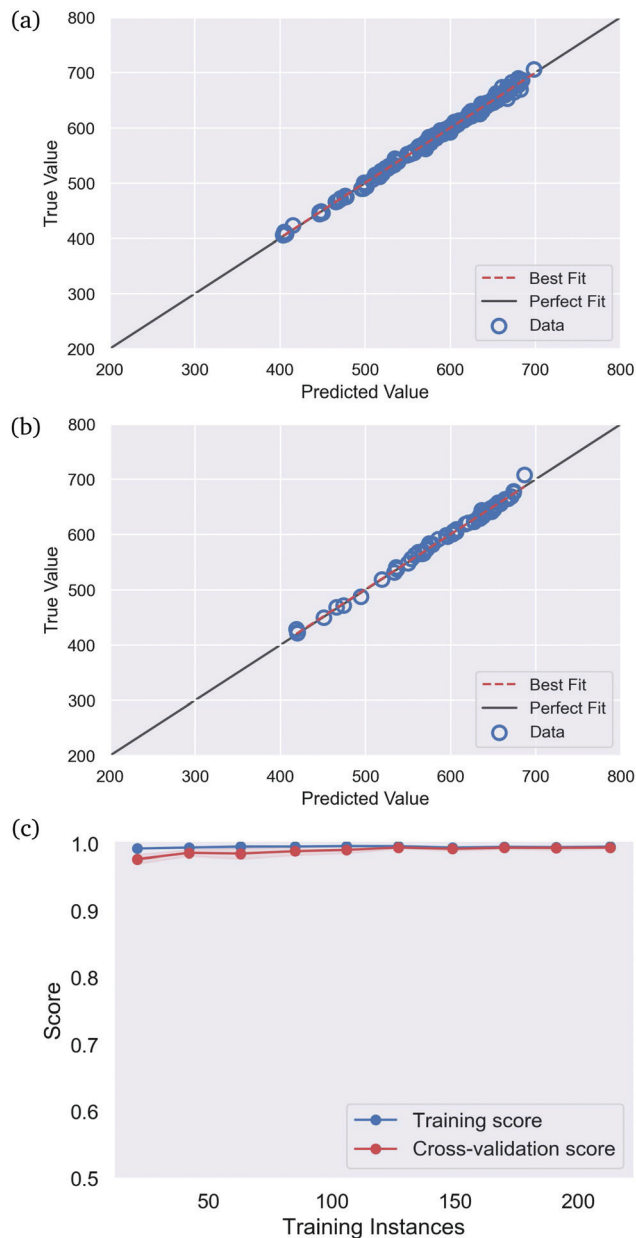 (a)
800
700
600
500
400
300
200
True Value
Best Fit
Perfect Fit
Data
200 300 400 500 600 700 800
Predicted Value
(b)
800
700
600
500
400
300
200
True Value
Best Fit
Perfect Fit
Data
200 300 400 500 600 700 800
Predicted Value
(c)
1.0
0.9
0.8
0.7
0.6
0.5
Score
Training score
Cross-validation score
50 100 150 200
Training Instances